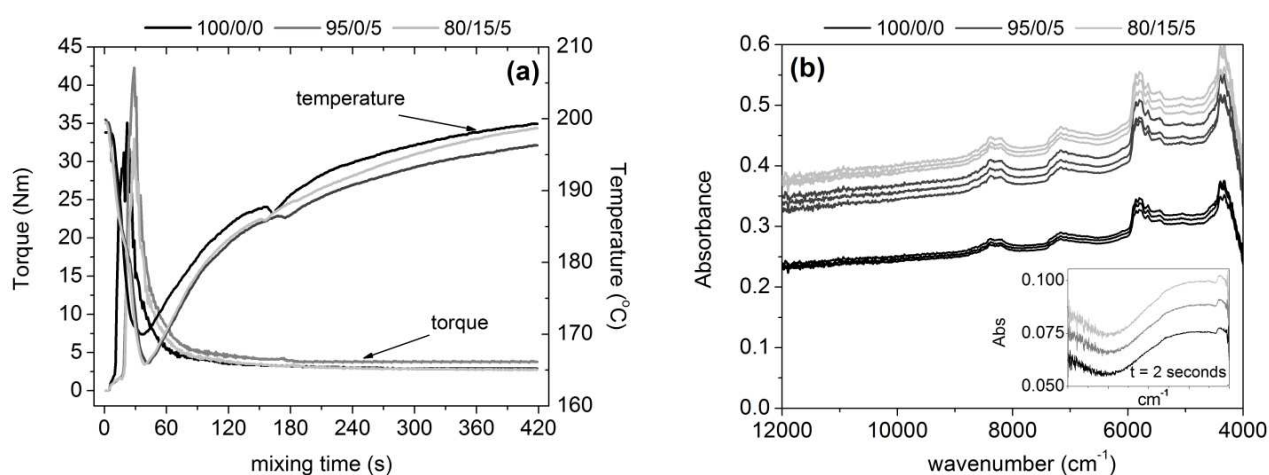 100/0/0 95/0/5 80/15/5
(a)
45
40
35
30
25
20
15
10
5
0
Torque (Nm)
temperature
torque
210
200
190
180
170
160
Temperature (°C)
0 60 120 180 240 300 360 420
mixing time (s)
100/0/0 95/0/5 80/15/5
(b)
0.6
0.5
0.4
0.3
0.2
0.1
0.0
Absorbance
0.100
0.075
0.050
Abs
t = 2 seconds
cm-1
12000 10000 8000 6000 4000
wavenumber (cm-1)